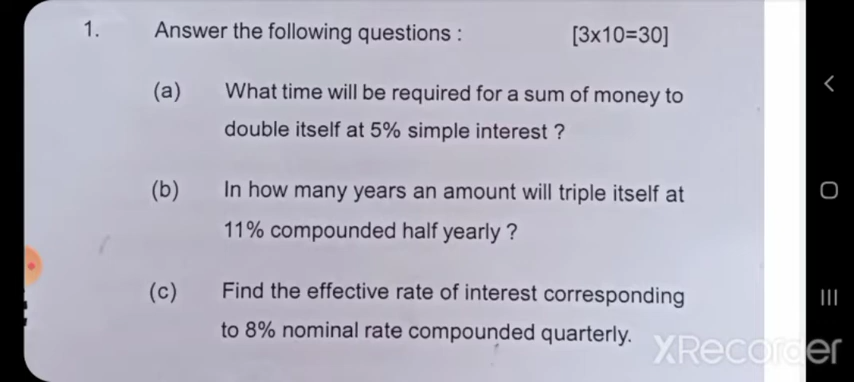 1. Answer the following questions : [3x10=30]
(a) What time will be required for a sum of money to
double itself at 5% simple interest ?
(b) In how many years an amount will triple itself at
11% compounded half yearly ?
(c) Find the effective rate of interest corresponding
to 8% nominal rate compounded quarterly.
XRecorder